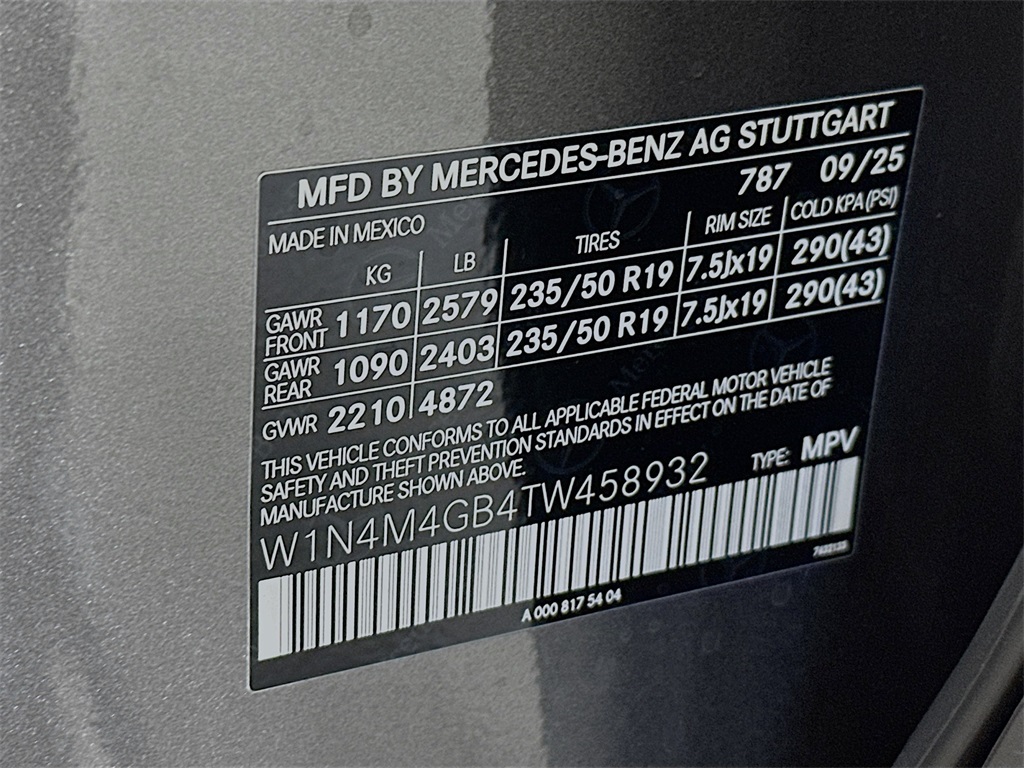 MFD BY MERCEDES-BENZ AG STUTTGART
MADE IN MEXICO 787 09/25
KG LB TIRES RIM SIZE COLD KPA (PSI)
GAWR FRONT 1170 2579 235/50 R19 7.5Jx19 290(43)
GAWR REAR 1090 2403 235/50 R19 7.5Jx19 290(43)
GVWR 2210 4872
THIS VEHICLE CONFORMS TO ALL APPLICABLE FEDERAL MOTOR VEHICLE
SAFETY AND THEFT PREVENTION STANDARDS IN EFFECT ON THE DATE OF
MANUFACTURE SHOWN ABOVE.
W1N4M4GB4TW458932 TYPE: MPV
A 000 817 54 04